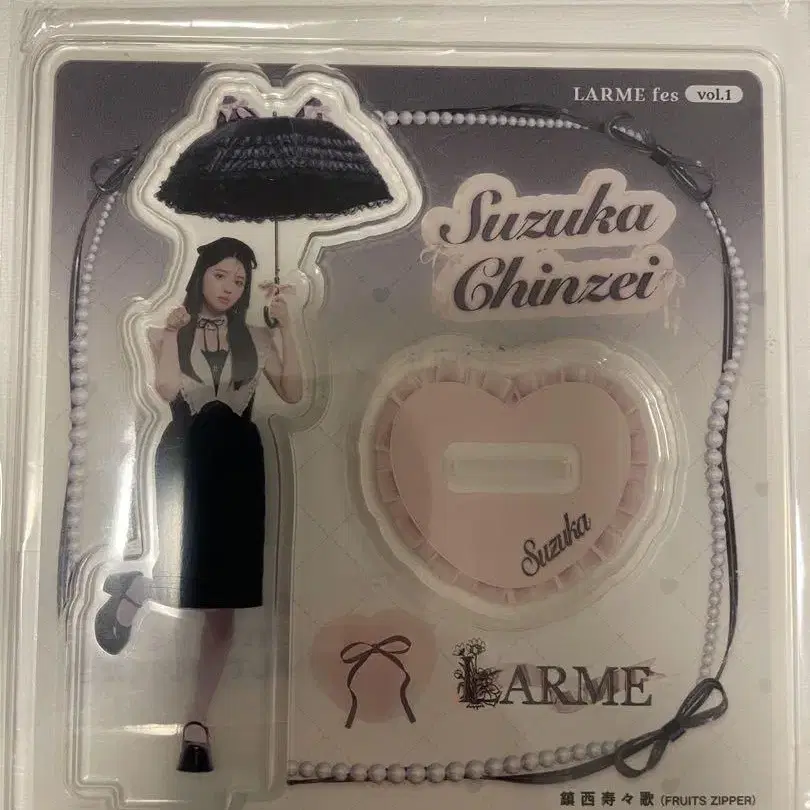 LARME fes vol.1
Suzuka
Chinzei
Suzuka
LARME
鎮西寿々歌 (FRUITS ZIPPER)